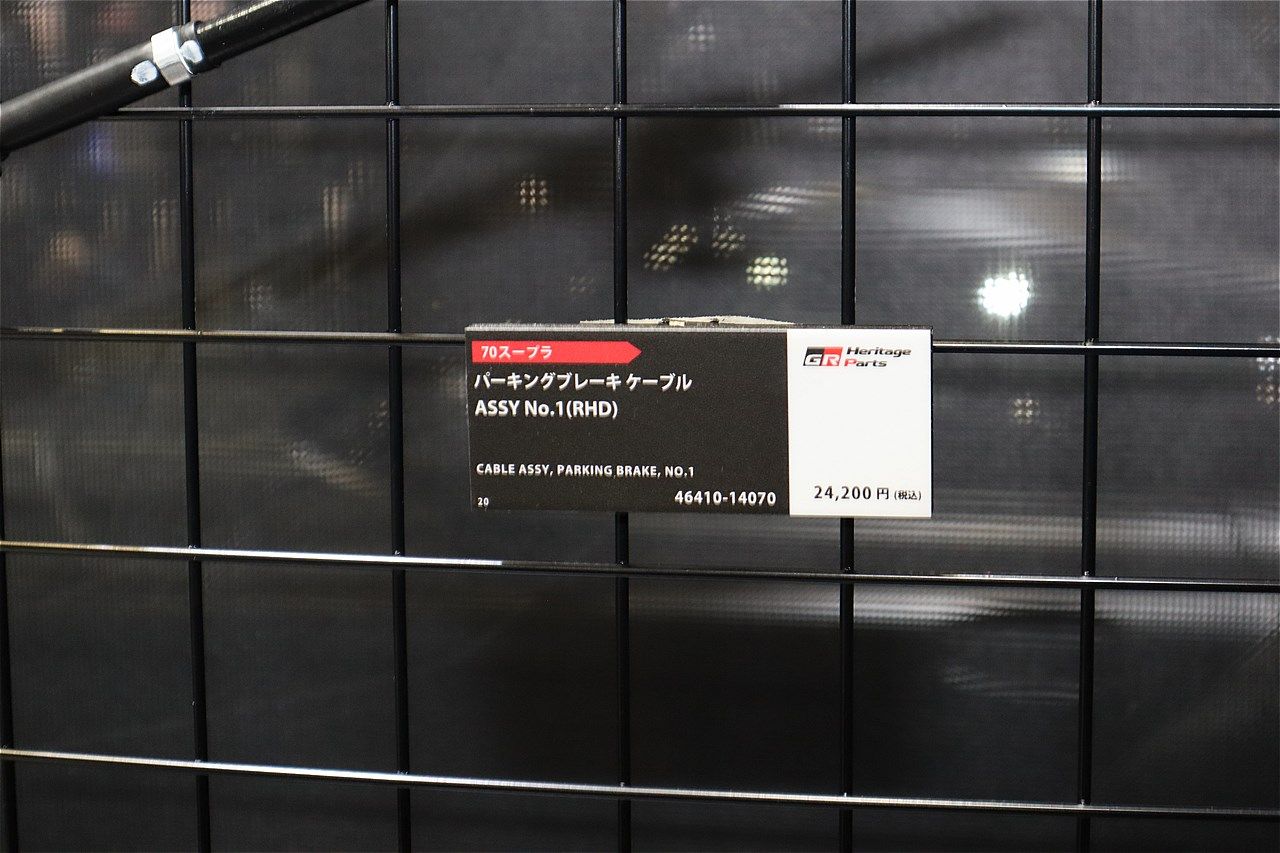 70スープラ
パーキングブレーキ ケーブル
ASSY No.1(RHD)
CABLE ASSY, PARKING BRAKE, NO.1
20
46410-14070
GR Heritage
Parts
24,200 円 (税込)